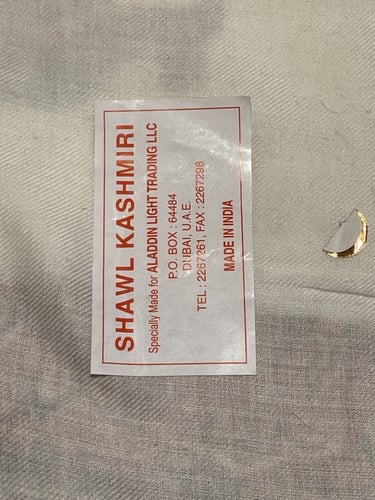 SHAWL KASHMIRI
Specially Made for ALADDIN LIGHT TRADING LLC
P.O. BOX : 64484
DUBAI, U.A.E.
TEL : 2267261, FAX : 2267298
MADE IN INDIA